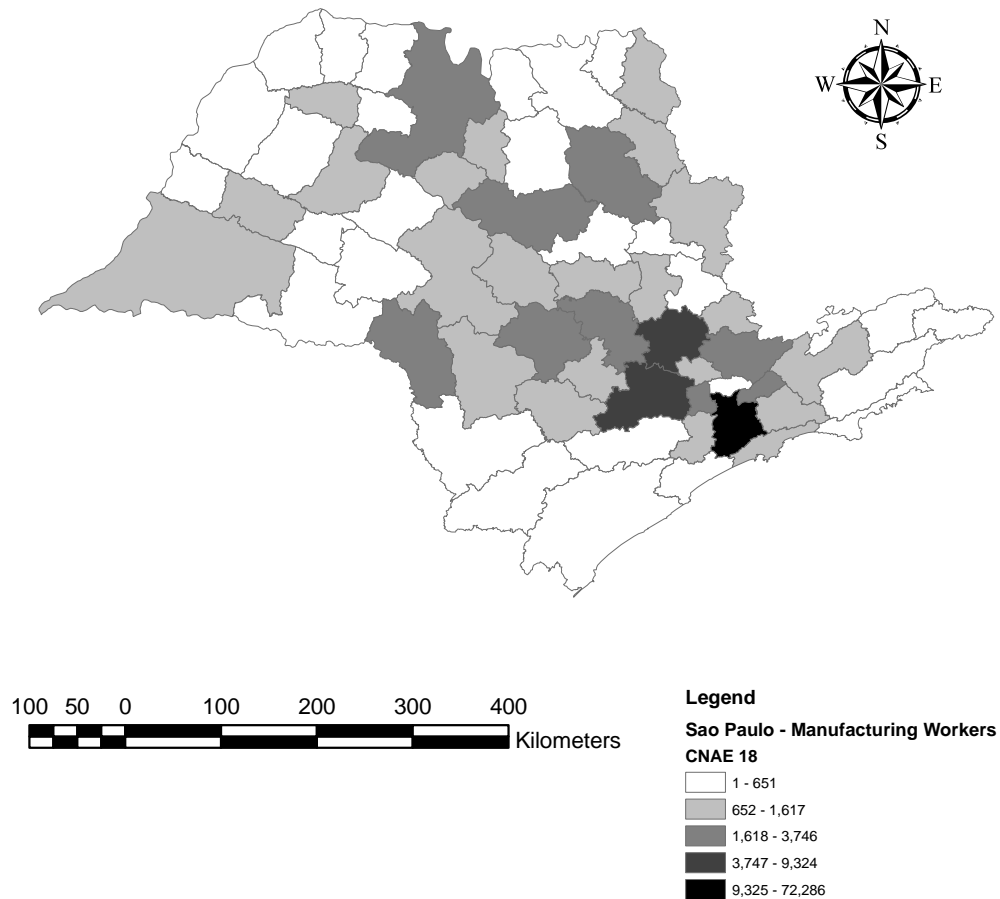 N
W E
S
100 50 0 100 200 300 400
Kilometers
Legend
Sao Paulo - Manufacturing Workers
CNAE 18
1 - 651
652 - 1,617
1,618 - 3,746
3,747 - 9,324
9,325 - 72,286